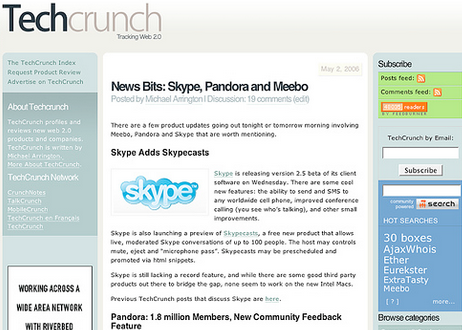 Techcrunch
Tracking Web 2.0
The TechCrunch Index
Request Product Review
Advertise on TechCrunch
About Techcrunch
TechCrunch profiles
and reviews new web
2.0 products and
companies.
TechCrunch is written by
Michael Arrington.
More About TechCrunch.
TechCrunch Network
CrunchNotes
TalkCrunch
MobileCrunch
TechCrunch en Français
TechCrunch
WORKING ACROSS A
WIDE AREA NETWORK
WITH RIVERBED
May 2, 2006
News Bits: Skype, Pandora and Meebo
Posted by Michael Arrington | Discussion: 19 comments (edit)
There are a few product updates going out tonight or tomorrow morning involving
Meebo, Pandora and Skype that are worth mentioning.
Skype Adds Skypecasts
skype
Skype is releasing version 2.5 beta of its client
software on Wednesday. There are some cool
new features: the ability to send and SMS to
any worldwide cell phone, improved conference
calling (you see who's talking), and other small
improvements.
Skype is also launching a preview of Skypecasts, a free new product that allows
live, moderated Skype conversations of up to 100 people. The host may controls
mute, eject and "microphone pass". Skypecasts may be prescheduled and
promoted via html snippets.
Skype is still lacking a record feature, and while there are some good third party
products out there to bridge the gap, none seem to work on the new Intel Macs.
Previous TechCrunch posts that discuss Skype are here.
Pandora: 1.8 million Members, New Community Feedback
Feature
Subscribe
Posts feed:
Comments feed:
readers
BY FEEDBURNER
TechCrunch by Email:
Subscribe
community
powered
search
HOT SEARCHES
30 boxes
AjaxWhois
Ether
Eurekster
ExtraTasty
Meebo
[ ? ] more...
Browse categories